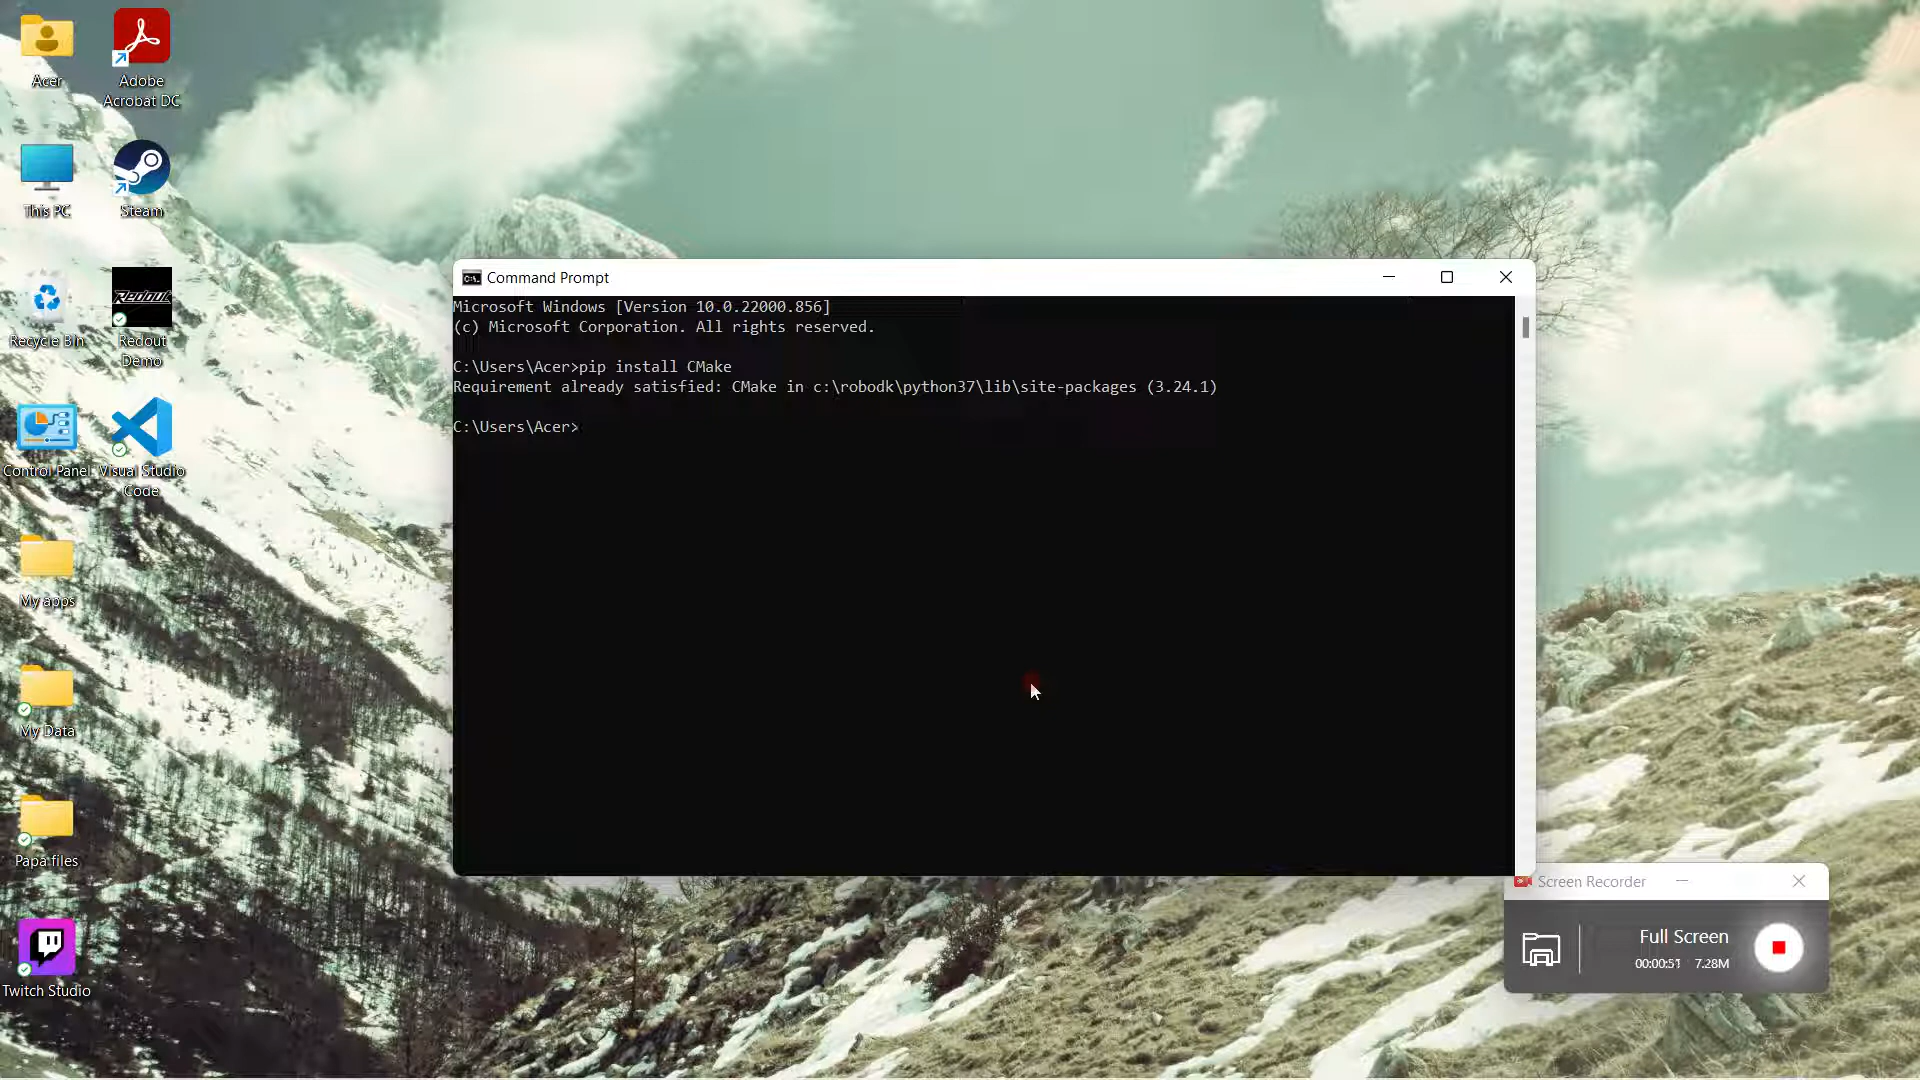 Acer
Adobe
Acrobat DC
This PC
Steam
Recycle Bin
Redout
Redout
Demo
Control Panel
Visual Studio
Code
My apps
My Data
Papa files
Twitch Studio
Command Prompt
Microsoft Windows [Version 10.0.22000.856]
(c) Microsoft Corporation. All rights reserved.
C:\Users\Acer>pip install CMake
Requirement already satisfied: CMake in c:\robodk\python37\lib\site-packages (3.24.1)
C:\Users\Acer>
Screen Recorder
Full Screen
00:00:51 7.28M